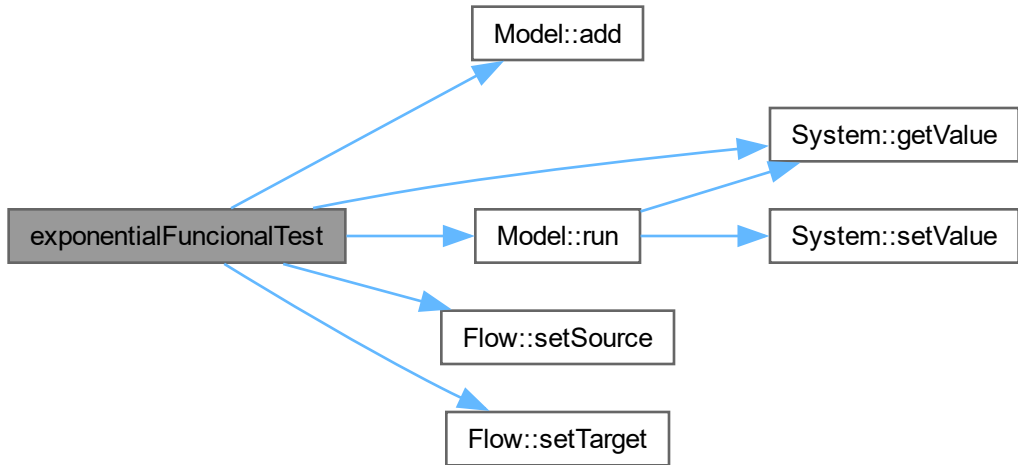 Model::add
System::getValue
exponentialFuncionalTest
Model::run
System::setValue
Flow::setSource
Flow::setTarget